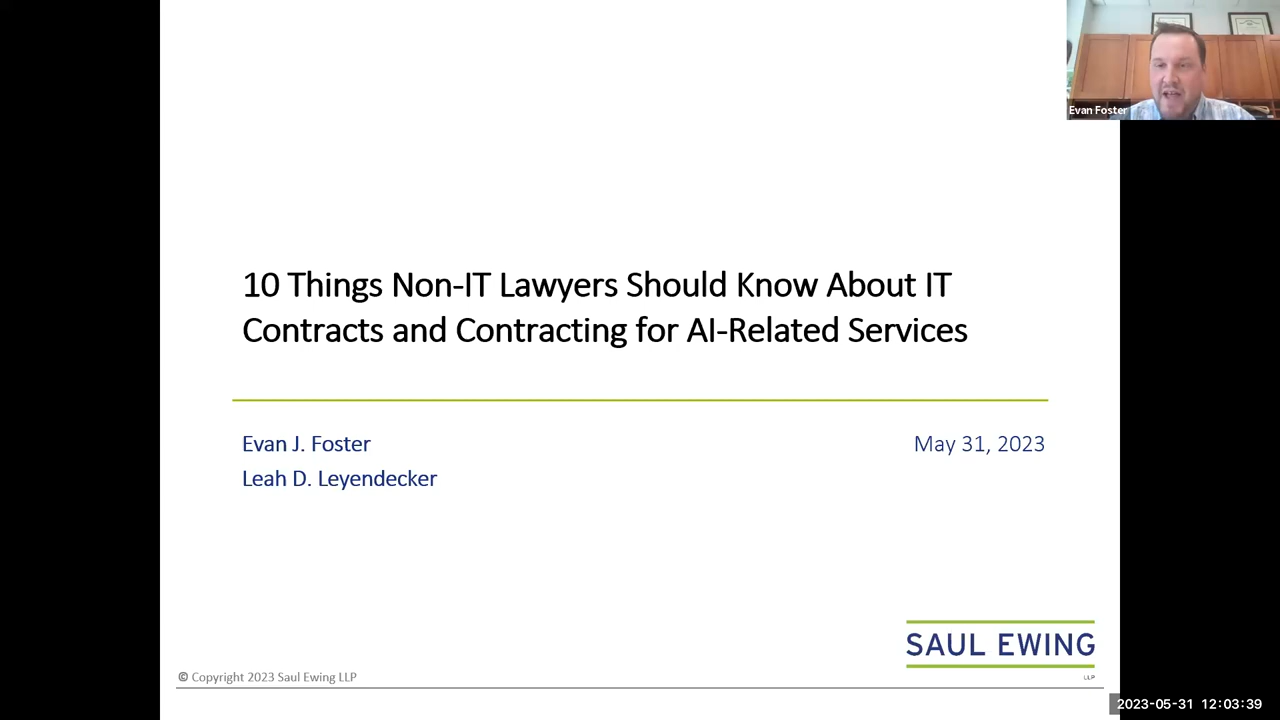 Evan Foster
10 Things Non-IT Lawyers Should Know About IT
Contracts and Contracting for AI-Related Services
Evan J. Foster
May 31, 2023
Leah D. Leyendecker
SAUL EWING
LLP
© Copyright 2023 Saul Ewing LLP
2023-05-31 12:03:39